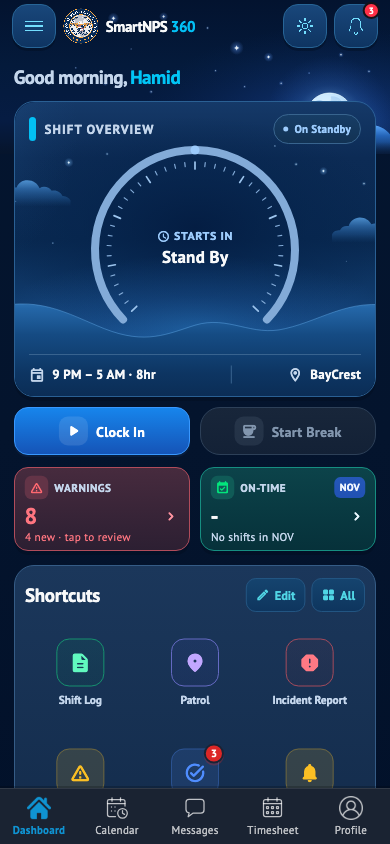 SmartNPS 360
3
Good morning, Hamid
SHIFT OVERVIEW
On Standby
STARTS IN
Stand By
9 PM – 5 AM · 8hr
BayCrest
Clock In
Start Break
WARNINGS
8
4 new · tap to review
ON-TIME
NOV
-
No shifts in NOV
Shortcuts
Edit
All
Shift Log
Patrol
Incident Report
3
Dashboard
Calendar
Messages
Timesheet
Profile